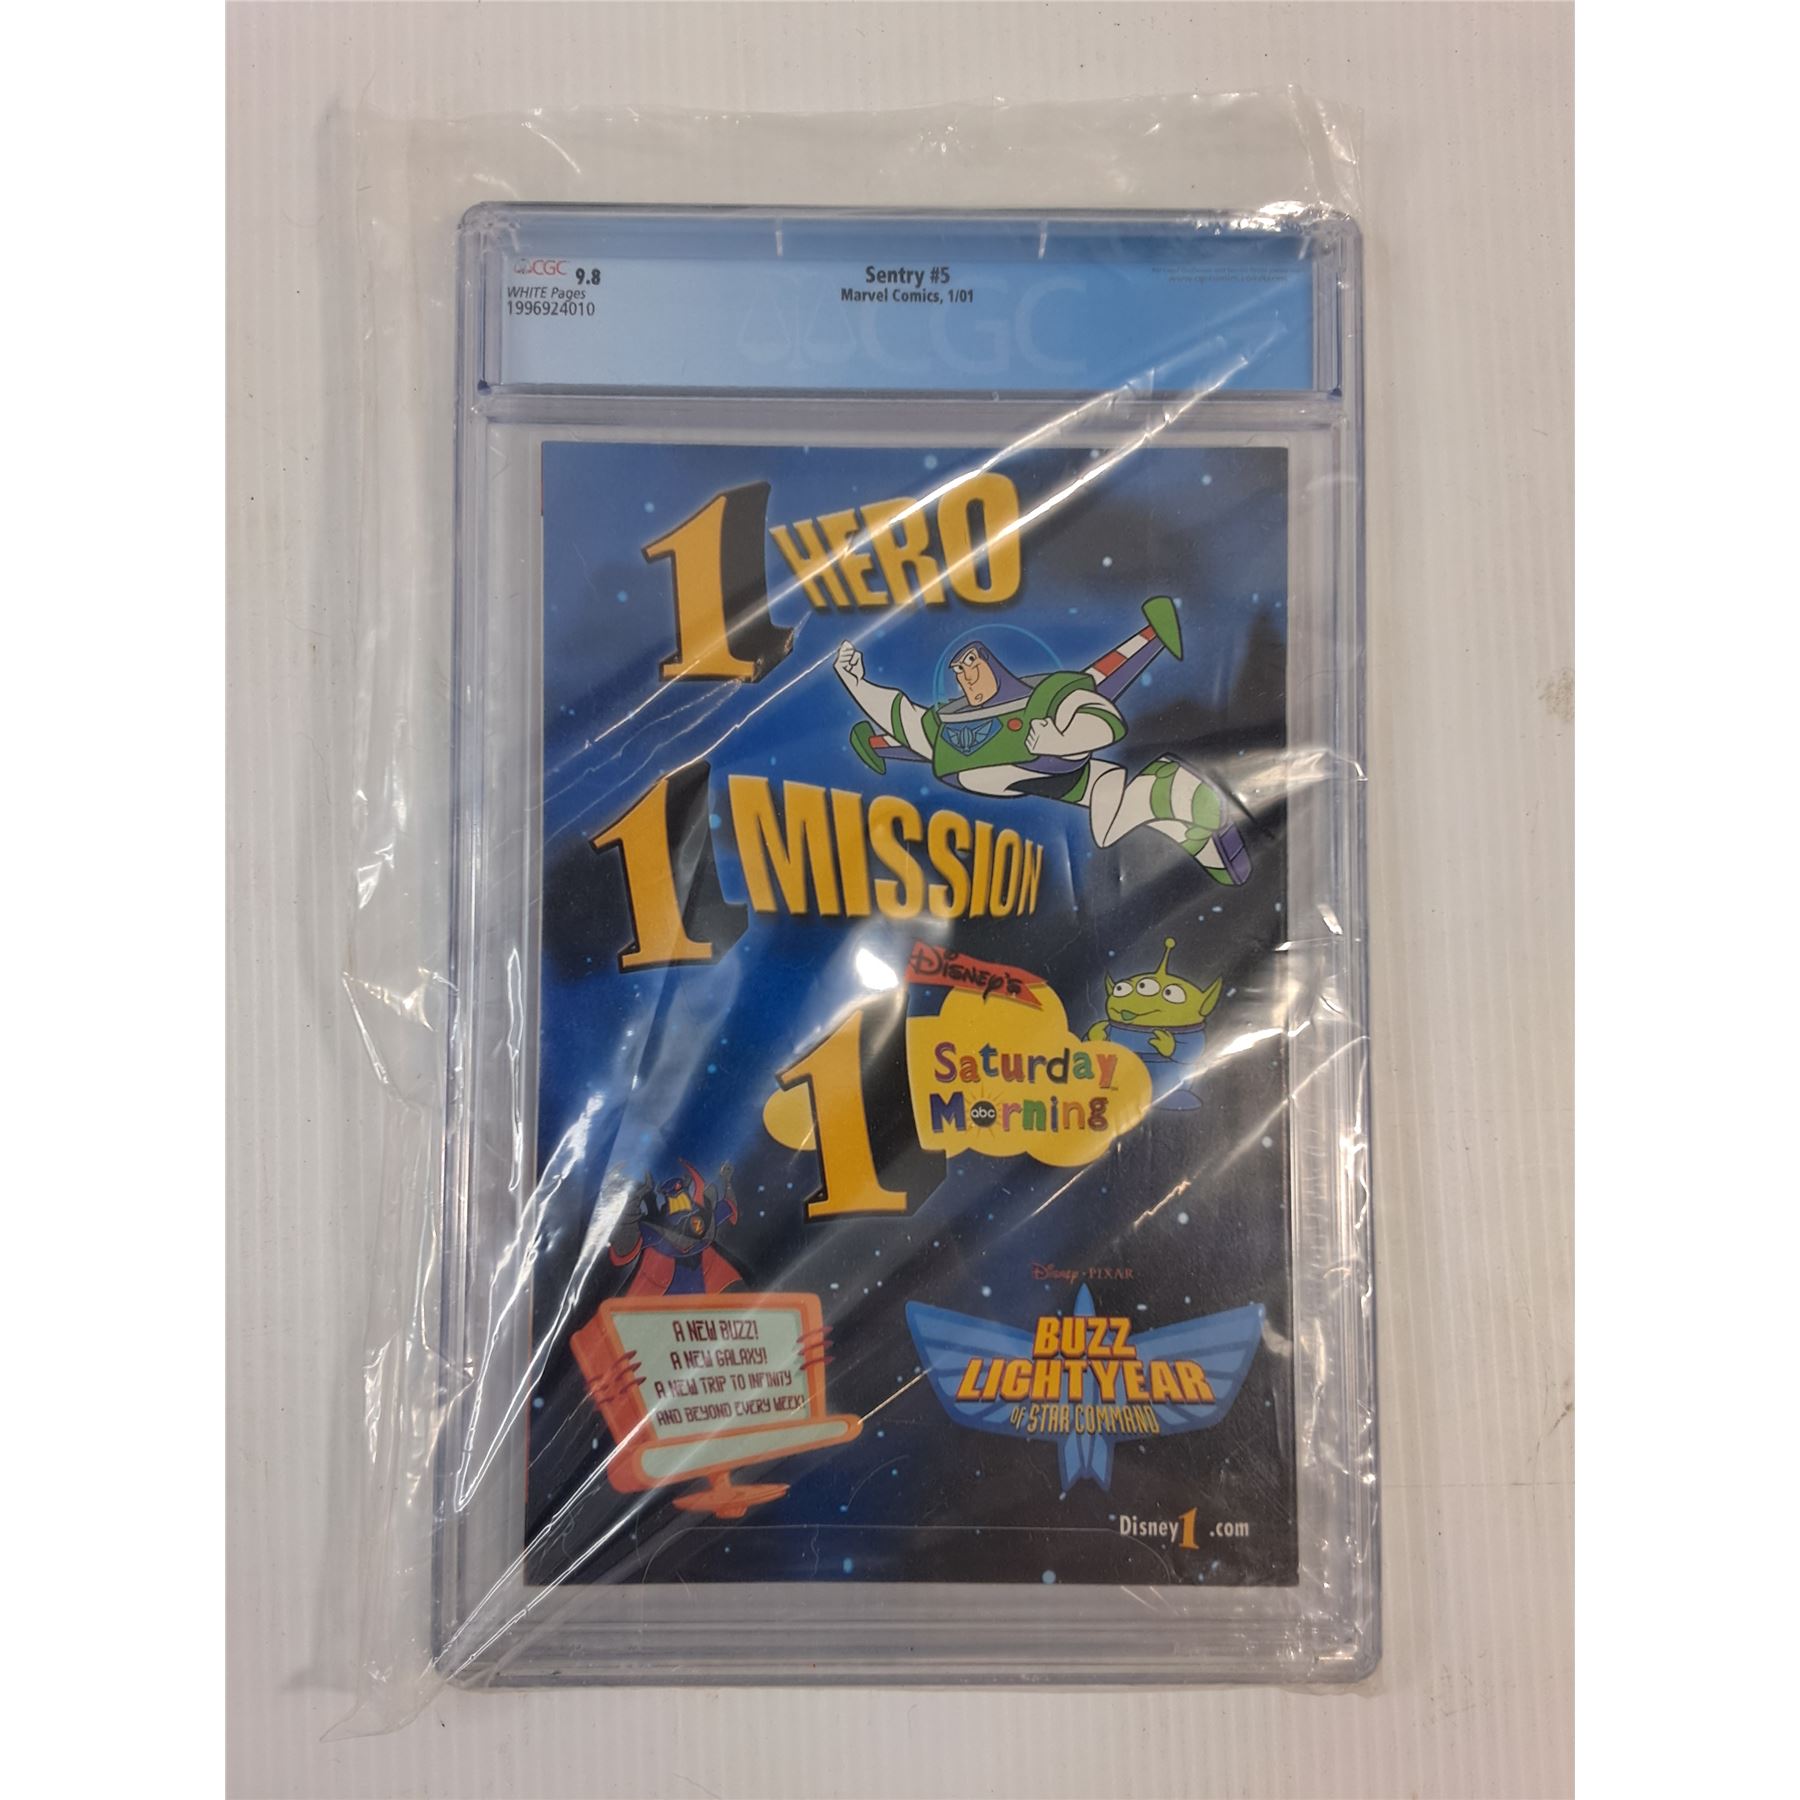 CGC 9.8
WHITE Pages
1996924010
Sentry #5
Marvel Comics, 1/01
CGC
1 HERO
1 MISSION
DISNEY'S
1 Saturday
Morning
abc
A NEW BUZZ!
A NEW GALAXY!
A NEW TRIP TO INFINITY
AND BEYOND EVERY WEEK!
Z
Disney · PIXAR
BUZZ
LIGHTYEAR
OF STAR COMMAND
Disney1.com